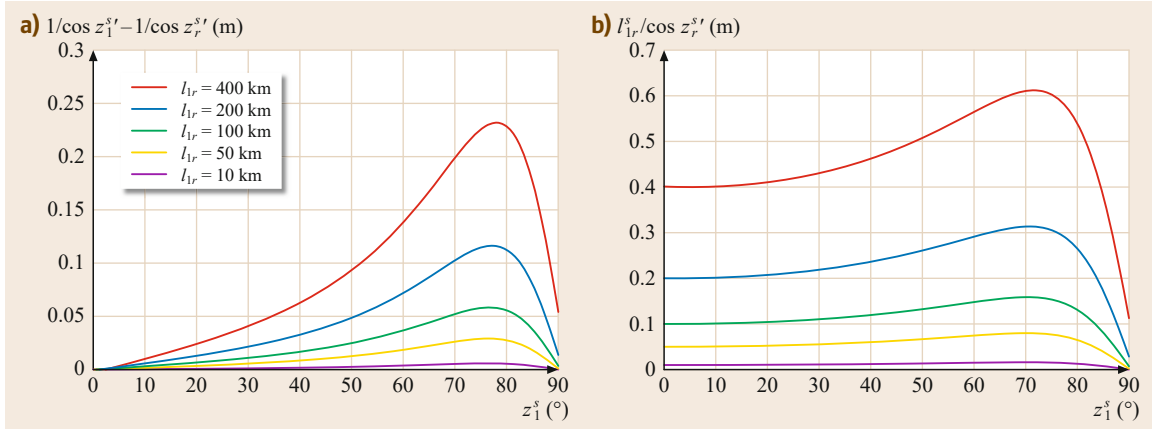 a) 1/cos z₁ˢ′ – 1/cos zᵣˢ′ (m)
0.3
0.25
0.2
0.15
0.1
0.05
0
l₁ᵣ = 400 km
l₁ᵣ = 200 km
l₁ᵣ = 100 km
l₁ᵣ = 50 km
l₁ᵣ = 10 km
0 10 20 30 40 50 60 70 80 90
z₁ˢ (°)
b) l₁ᵣˢ/cos zᵣˢ′ (m)
0.7
0.6
0.5
0.4
0.3
0.2
0.1
0
0 10 20 30 40 50 60 70 80 90
z₁ˢ (°)